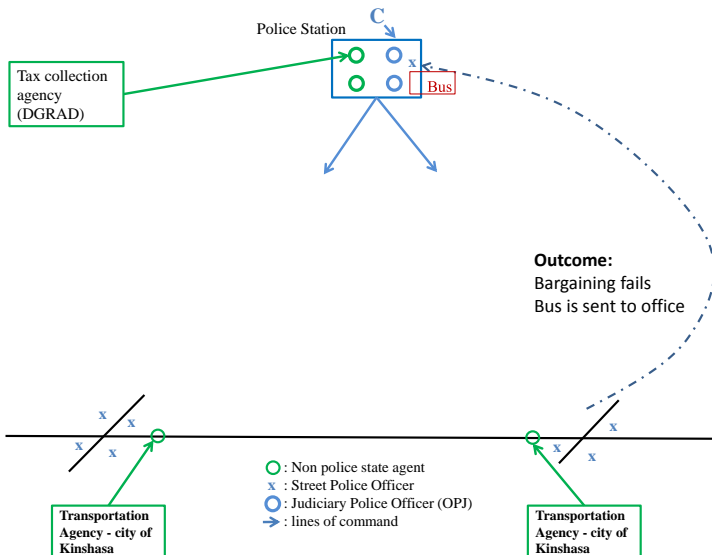 C
Police Station
x
Bus
Tax collection
agency
(DGRAD)
Outcome:
Bargaining fails
Bus is sent to office
x
x
x
x
x
x
x
: Non police state agent
x : Street Police Officer
: Judiciary Police Officer (OPJ)
: lines of command
Transportation
Agency - city of
Kinshasa
Transportation
Agency - city of
Kinshasa